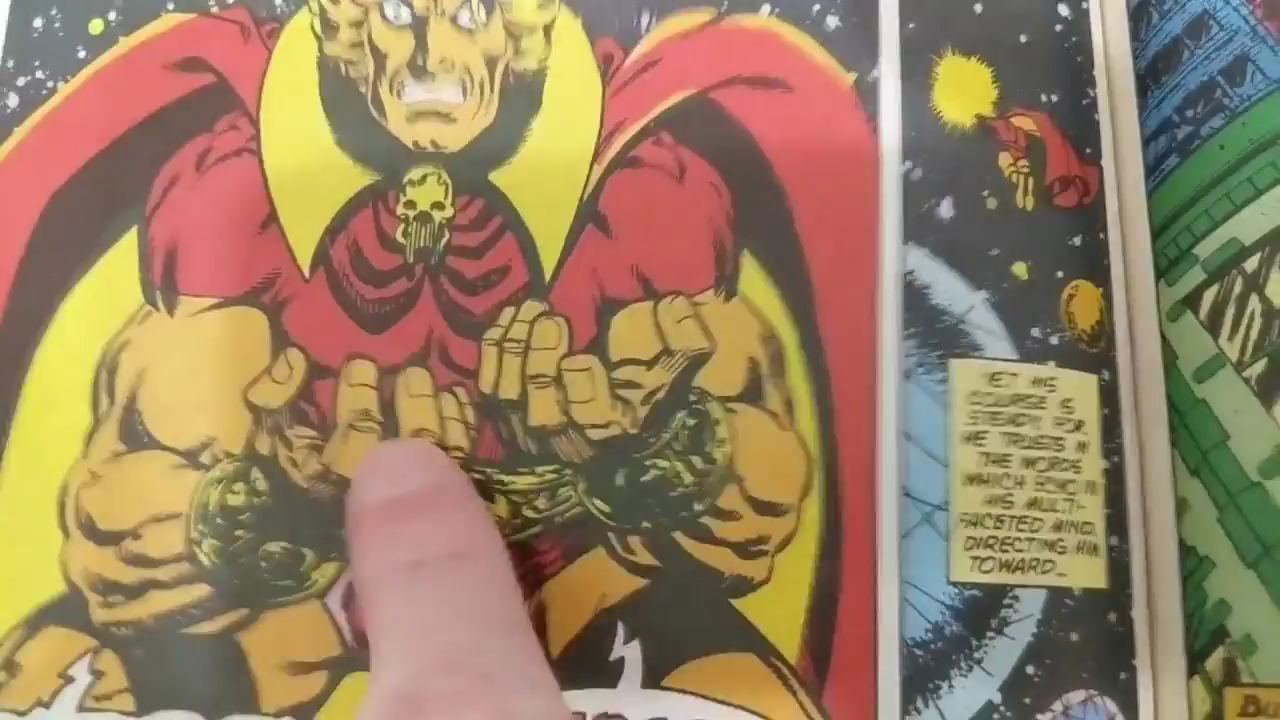 YET HIS
COURSE IS
STEADY, FOR
HE TRUSTS IN
THE WORDS
WHICH RING IN
HIS MULTI-
FACETED MIND,
DIRECTING HIM
TOWARD...